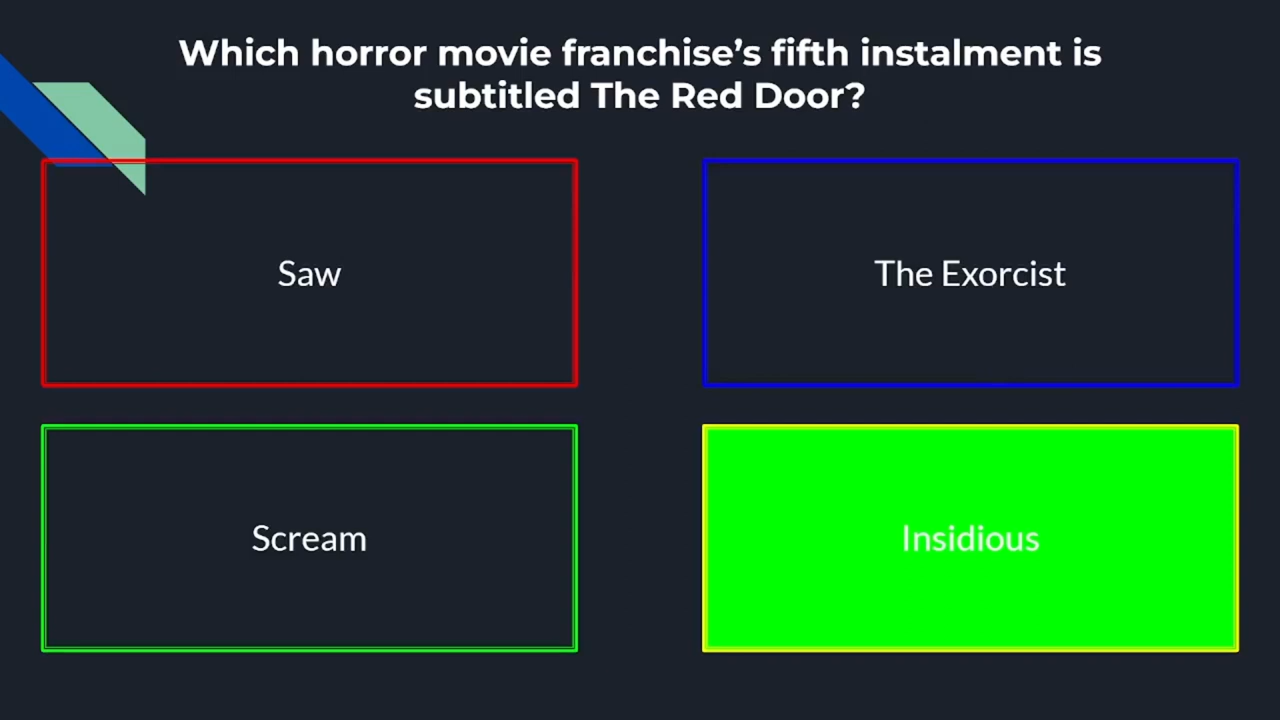 Which horror movie franchise’s fifth instalment is
subtitled The Red Door?
Saw
The Exorcist
Scream
Insidious